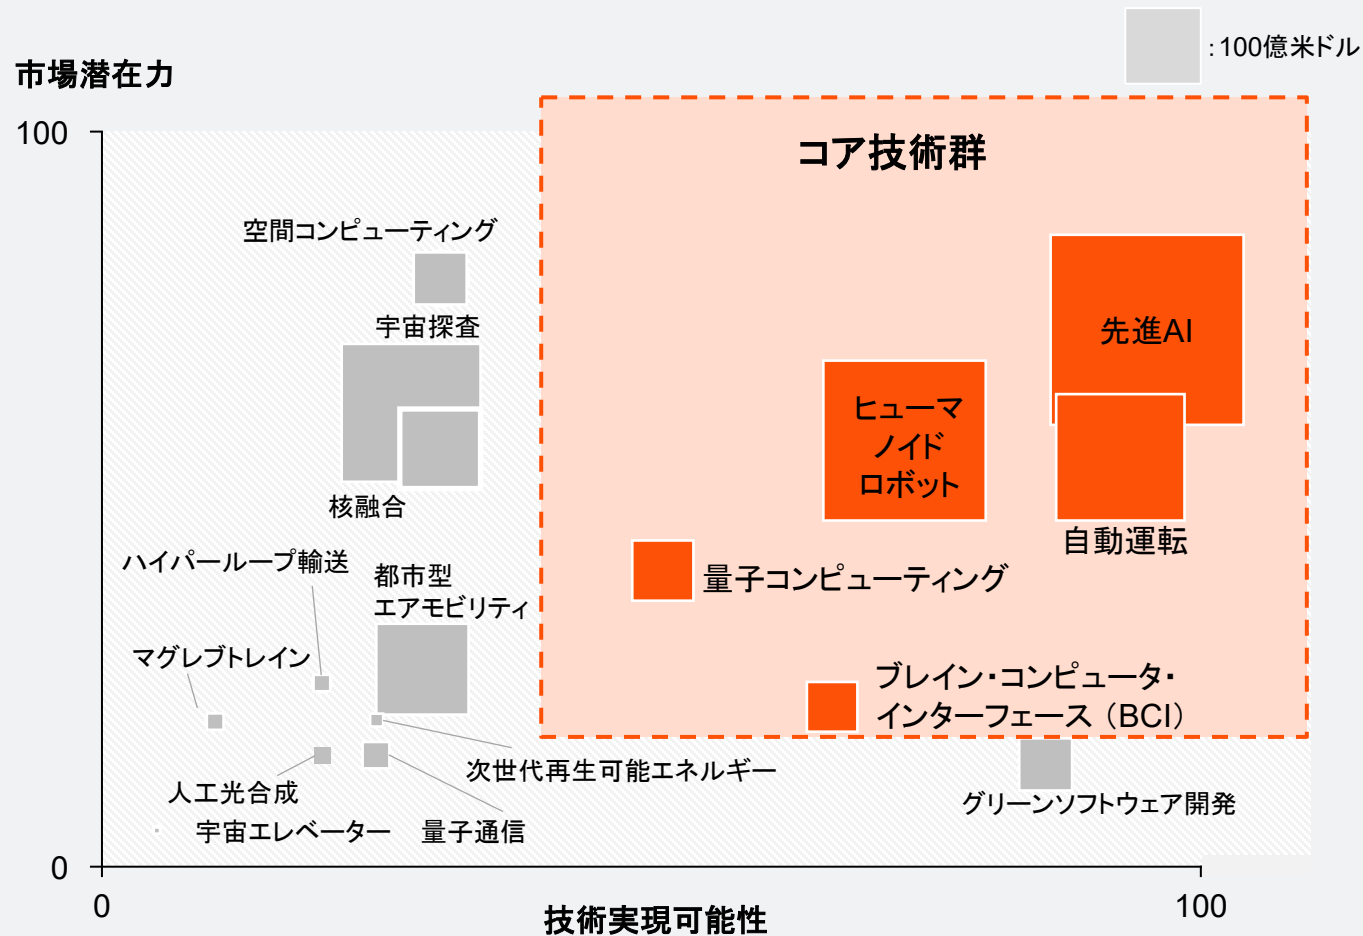 ：100億米ドル
市場潜在力
100
コア技術群
空間コンピューティング
宇宙探査
先進AI
ヒューマ
ノイド
ロボット
核融合
自動運転
ハイパーループ輸送
都市型
エアモビリティ
量子コンピューティング
マグレブトレイン
ブレイン・コンピュータ・
インターフェース（BCI）
次世代再生可能エネルギー
人工光合成
グリーンソフトウェア開発
宇宙エレベーター
量子通信
0
0
技術実現可能性
100